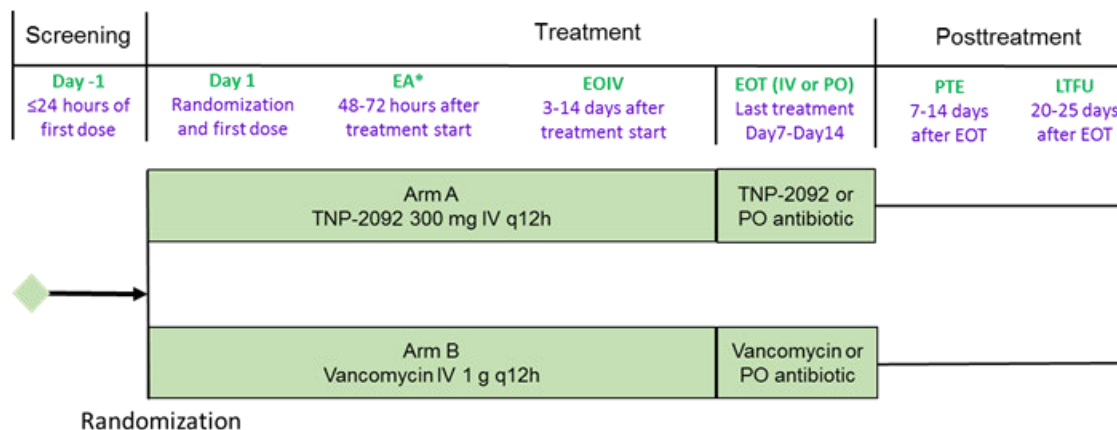 Screening
Treatment
Posttreatment
Day -1
≤24 hours of
first dose
Day 1
Randomization
and first dose
EA*
48-72 hours after
treatment start
EOIV
3-14 days after
treatment start
EOT (IV or PO)
Last treatment
Day7-Day14
PTE
7-14 days
after EOT
LTFU
20-25 days
after EOT
Arm A
TNP-2092 300 mg IV q12h
TNP-2092 or
PO antibiotic
Arm B
Vancomycin IV 1 g q12h
Vancomycin or
PO antibiotic
Randomization